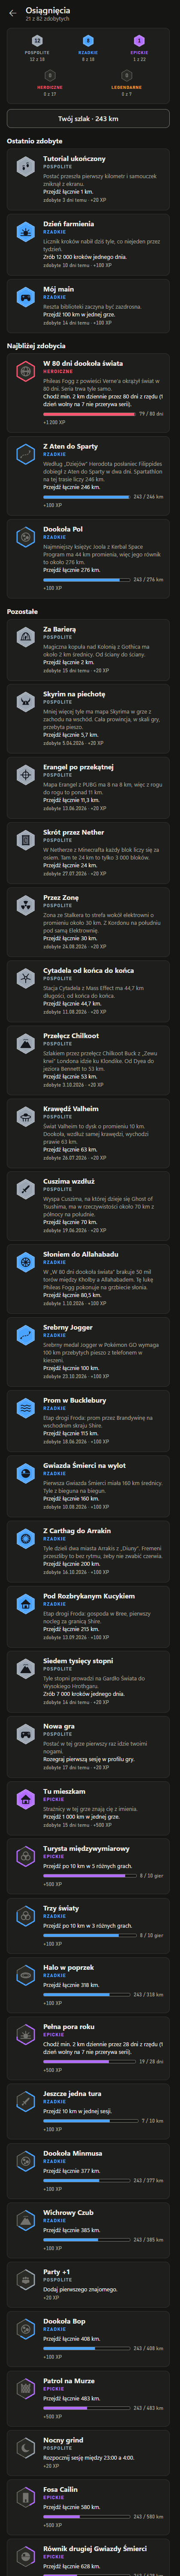 Osiągnięcia
21 z 82 zdobytych
12
8
1
POSPOLITE
RZADKIE
EPICKIE
12 z 18
8 z 18
1 z 22
0
0
HEROICZNE
LEGENDARNE
0 z 17
0 z 7
Twój szlak · 243 km
Ostatnio zdobyte
Tutorial ukończony
POSPOLITE
Postać przeszła pierwszy kilometr i samouczek
zniknął z ekranu.
Przejdź łącznie 1 km.
zdobyte 3 dni temu · +20 XP
Dzień farmienia
RZADKIE
Licznik kroków nabił dziś tyle, co niejeden przez
tydzień.
Zrób 12 000 kroków jednego dnia.
zdobyte 10 dni temu · +100 XP
Mój main
RZADKIE
Reszta biblioteki zaczyna być zazdrosna.
Przejdź 100 km w jednej grze.
zdobyte 14 dni temu · +100 XP
Najbliżej zdobycia
W 80 dni dookoła świata
HEROICZNE
Phileas Fogg z powieści Verne'a okrążył świat w
80 dni. Seria trwa tyle samo.
Chodź min. 2 km dziennie przez 80 dni z rzędu (1
dzień wolny na 7 nie przerywa serii).
79 / 80 dni
+1 200 XP
Z Aten do Sparty
RZADKIE
Według „Dziejów” Herodota posłaniec Filippides
dobiegł z Aten do Sparty w dwa dni. Spartathlon
na tej trasie liczy 246 km.
Przejdź łącznie 246 km.
243 / 246 km
+100 XP
Dookoła Pol
RZADKIE
Najmniejszy księżyc Joola z Kerbal Space
Program ma 44 km promienia, więc jego równik
to około 276 km.
Przejdź łącznie 276 km.
243 / 276 km
+100 XP
Pozostałe
Za Barierą
POSPOLITE
Magiczna kopuła nad Kolonią z Gothica ma
około 2 km średnicy. Od ściany do ściany.
Przejdź łącznie 2 km.
zdobyte 15 dni temu · +20 XP
Skyrim na piechotę
POSPOLITE
Mniej więcej tyle ma mapa Skyrima w grze z
zachodu na wschód. Cała prowincja, w skali gry,
przebyta pieszo.
Przejdź łącznie 5,7 km.
zdobyte 5.06.2026 · +20 XP
Erangel po przekątnej
POSPOLITE
Mapa Erangel z PUBG ma 8 na 8 km, więc z rogu
do rogu to ponad 11 km.
Przejdź łącznie 11,3 km.
zdobyte 13.06.2026 · +20 XP
Skrót przez Nether
POSPOLITE
W Netherze z Minecrafta każdy blok liczy się za
osiem. Tam te 24 km to tylko 3 000 bloków.
Przejdź łącznie 24 km.
zdobyte 27.07.2026 · +20 XP
Przez Zonę
POSPOLITE
Zona ze Stalkera to strefa wokół elektrowni o
promieniu około 30 km. Z Kordonu na południu
pod samą Elektrownię.
Przejdź łącznie 30 km.
zdobyte 24.08.2026 · +20 XP
Cytadela od końca do końca
POSPOLITE
Stacja Cytadela z Mass Effect ma 44,7 km
długości, od końca do końca.
Przejdź łącznie 44,7 km.
zdobyte 11.08.2026 · +20 XP
Przełęcz Chilkoot
POSPOLITE
Szlakiem przez przełęcz Chilkoot Buck z „Zewu
krwi” Londona idzie ku Klondike. Od Dyea do
jeziora Bennett to 53 km.
Przejdź łącznie 53 km.
zdobyte 3.10.2026 · +20 XP
Krawędź Valheim
POSPOLITE
Świat Valheim to dysk o promieniu 10 km.
Dookoła, wzdłuż samej krawędzi, wychodzi
prawie 63 km.
Przejdź łącznie 63 km.
zdobyte 26.07.2026 · +20 XP
Cuszima wzdłuż
POSPOLITE
Wyspa Cuszima, na której dzieje się Ghost of
Tsushima, ma w rzeczywistości około 70 km z
północy na południe.
Przejdź łącznie 70 km.
zdobyte 19.06.2026 · +20 XP
Słoniem do Allahabadu
RZADKIE
W „W 80 dni dookoła świata” brakuje 50 mil
torów między Kholby a Allahabadem. Tę lukę
Phileas Fogg pokonuje na grzbiecie słonia.
Przejdź łącznie 80,5 km.
zdobyte 1.10.2026 · +100 XP
Srebrny Jogger
RZADKIE
Srebrny medal Jogger w Pokémon GO wymaga
100 km przebytych pieszo z telefonem w
kieszeni.
Przejdź łącznie 100 km.
zdobyte 23.10.2026 · +100 XP
Prom w Bucklebury
RZADKIE
Etap drogi Froda: prom przez Brandywinę na
wschodnim skraju Shire.
Przejdź łącznie 115 km.
zdobyte 18.06.2026 · +100 XP
Gwiazda Śmierci na wylot
RZADKIE
Pierwsza Gwiazda Śmierci miała 160 km średnicy.
Tyle z bieguna na biegun.
Przejdź łącznie 160 km.
zdobyte 10.08.2026 · +100 XP
Z Carthag do Arrakin
RZADKIE
Tyle dzieli dwa miasta Arrakis z „Diuny”. Fremeni
przeszliby to bez rytmu, żeby nie zwabić czerwia.
Przejdź łącznie 200 km.
zdobyte 16.10.2026 · +100 XP
Pod Rozbrykanym Kucykiem
RZADKIE
Etap drogi Froda: gospoda w Bree, pierwszy
nocleg za granicą Shire.
Przejdź łącznie 215 km.
zdobyte 13.09.2026 · +100 XP
Siedem tysięcy stopni
POSPOLITE
Tyle stopni prowadzi na Gardło Świata do
Wysokiego Hrothgaru.
Zrób 7 000 kroków jednego dnia.
zdobyte 14 dni temu · +20 XP
Nowa gra
POSPOLITE
Postać w tej grze pierwszy raz idzie twoimi
nogami.
Rozegraj pierwszą sesję w profilu gry.
zdobyte 17 dni temu · +20 XP
Tu mieszkam
EPICKIE
Strażnicy w tej grze znają cię z imienia.
Przejdź 1 000 km w jednej grze.
zdobyte 15 dni temu · +500 XP
Turysta międzywymiarowy
EPICKIE
Przejdź po 10 km w 5 różnych grach.
8 / 10 gier
+500 XP
Trzy światy
RZADKIE
Przejdź po 10 km w 3 różnych grach.
8 / 10 gier
+100 XP
Halo w poprzek
RZADKIE
Przejdź łącznie 318 km.
243 / 318 km
+100 XP
Pełna pora roku
EPICKIE
Chodź min. 2 km dziennie przez 28 dni z rzędu (1
dzień wolny na 7 nie przerywa serii).
19 / 28 dni
+500 XP
Jeszcze jedna tura
RZADKIE
Przejdź 10 km w jednej sesji.
7 / 10 km
+100 XP
Dookoła Minmusa
RZADKIE
Przejdź łącznie 377 km.
243 / 377 km
+100 XP
Wichrowy Czub
RZADKIE
Przejdź łącznie 385 km.
243 / 385 km
+100 XP
Party +1
POSPOLITE
Dodaj pierwszego znajomego.
+20 XP
Dookoła Bop
RZADKIE
Przejdź łącznie 408 km.
243 / 408 km
+100 XP
Patrol na Murze
EPICKIE
Przejdź łącznie 483 km.
243 / 483 km
+500 XP
Nocny grind
POSPOLITE
Rozpocznij sesję między 23:00 a 4:00.
+20 XP
Fosa Cailin
EPICKIE
Przejdź łącznie 580 km.
243 / 580 km
+500 XP
Równik drugiej Gwiazdy Śmierci
EPICKIE
Przejdź łącznie 628 km.